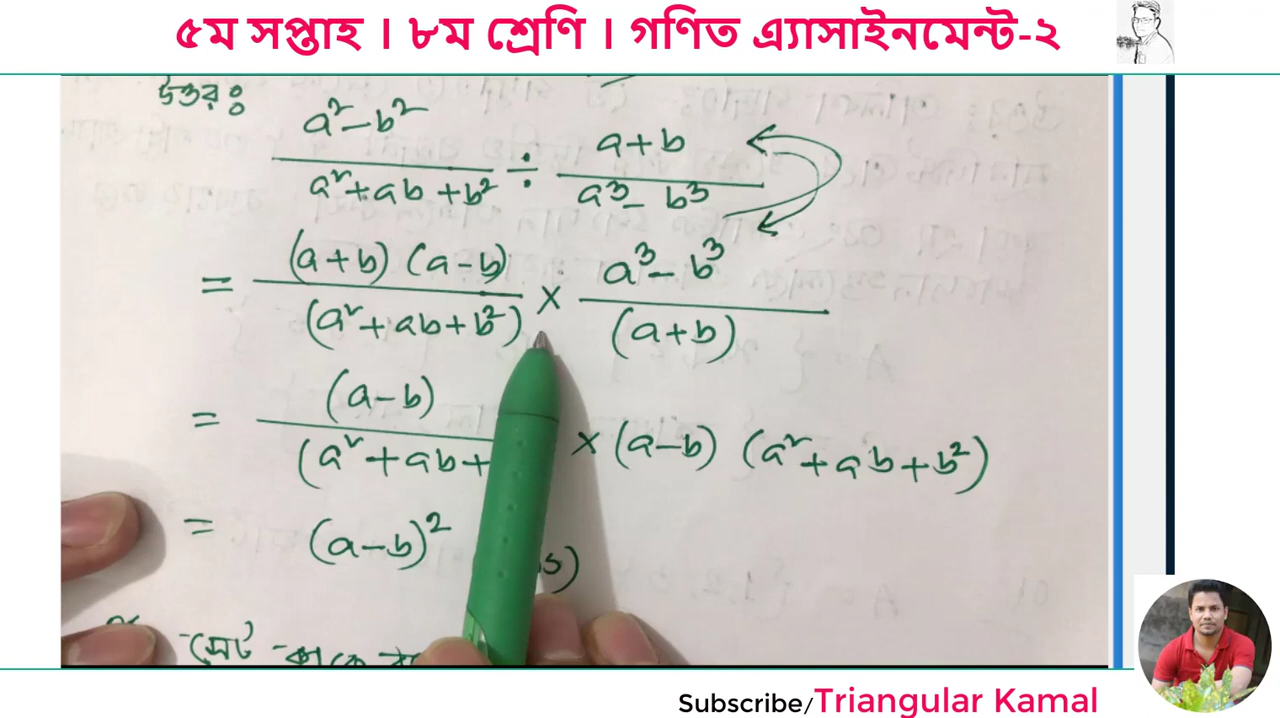 ৫ম সপ্তাহ । ৮ম শ্রেণি । গণিত এ্যাসাইনমেন্ট-২
উত্তরঃ
a²-b² / a²+ab+b² ÷ a+b / a³-b³
= (a+b) (a-b) / (a²+ab+b²) × a³-b³ / (a+b)
= (a-b) / (a²+ab+ × (a-b) (a²+ab+b²)
= (a-b)² s)
সেট কাকে
Subscribe/Triangular Kamal